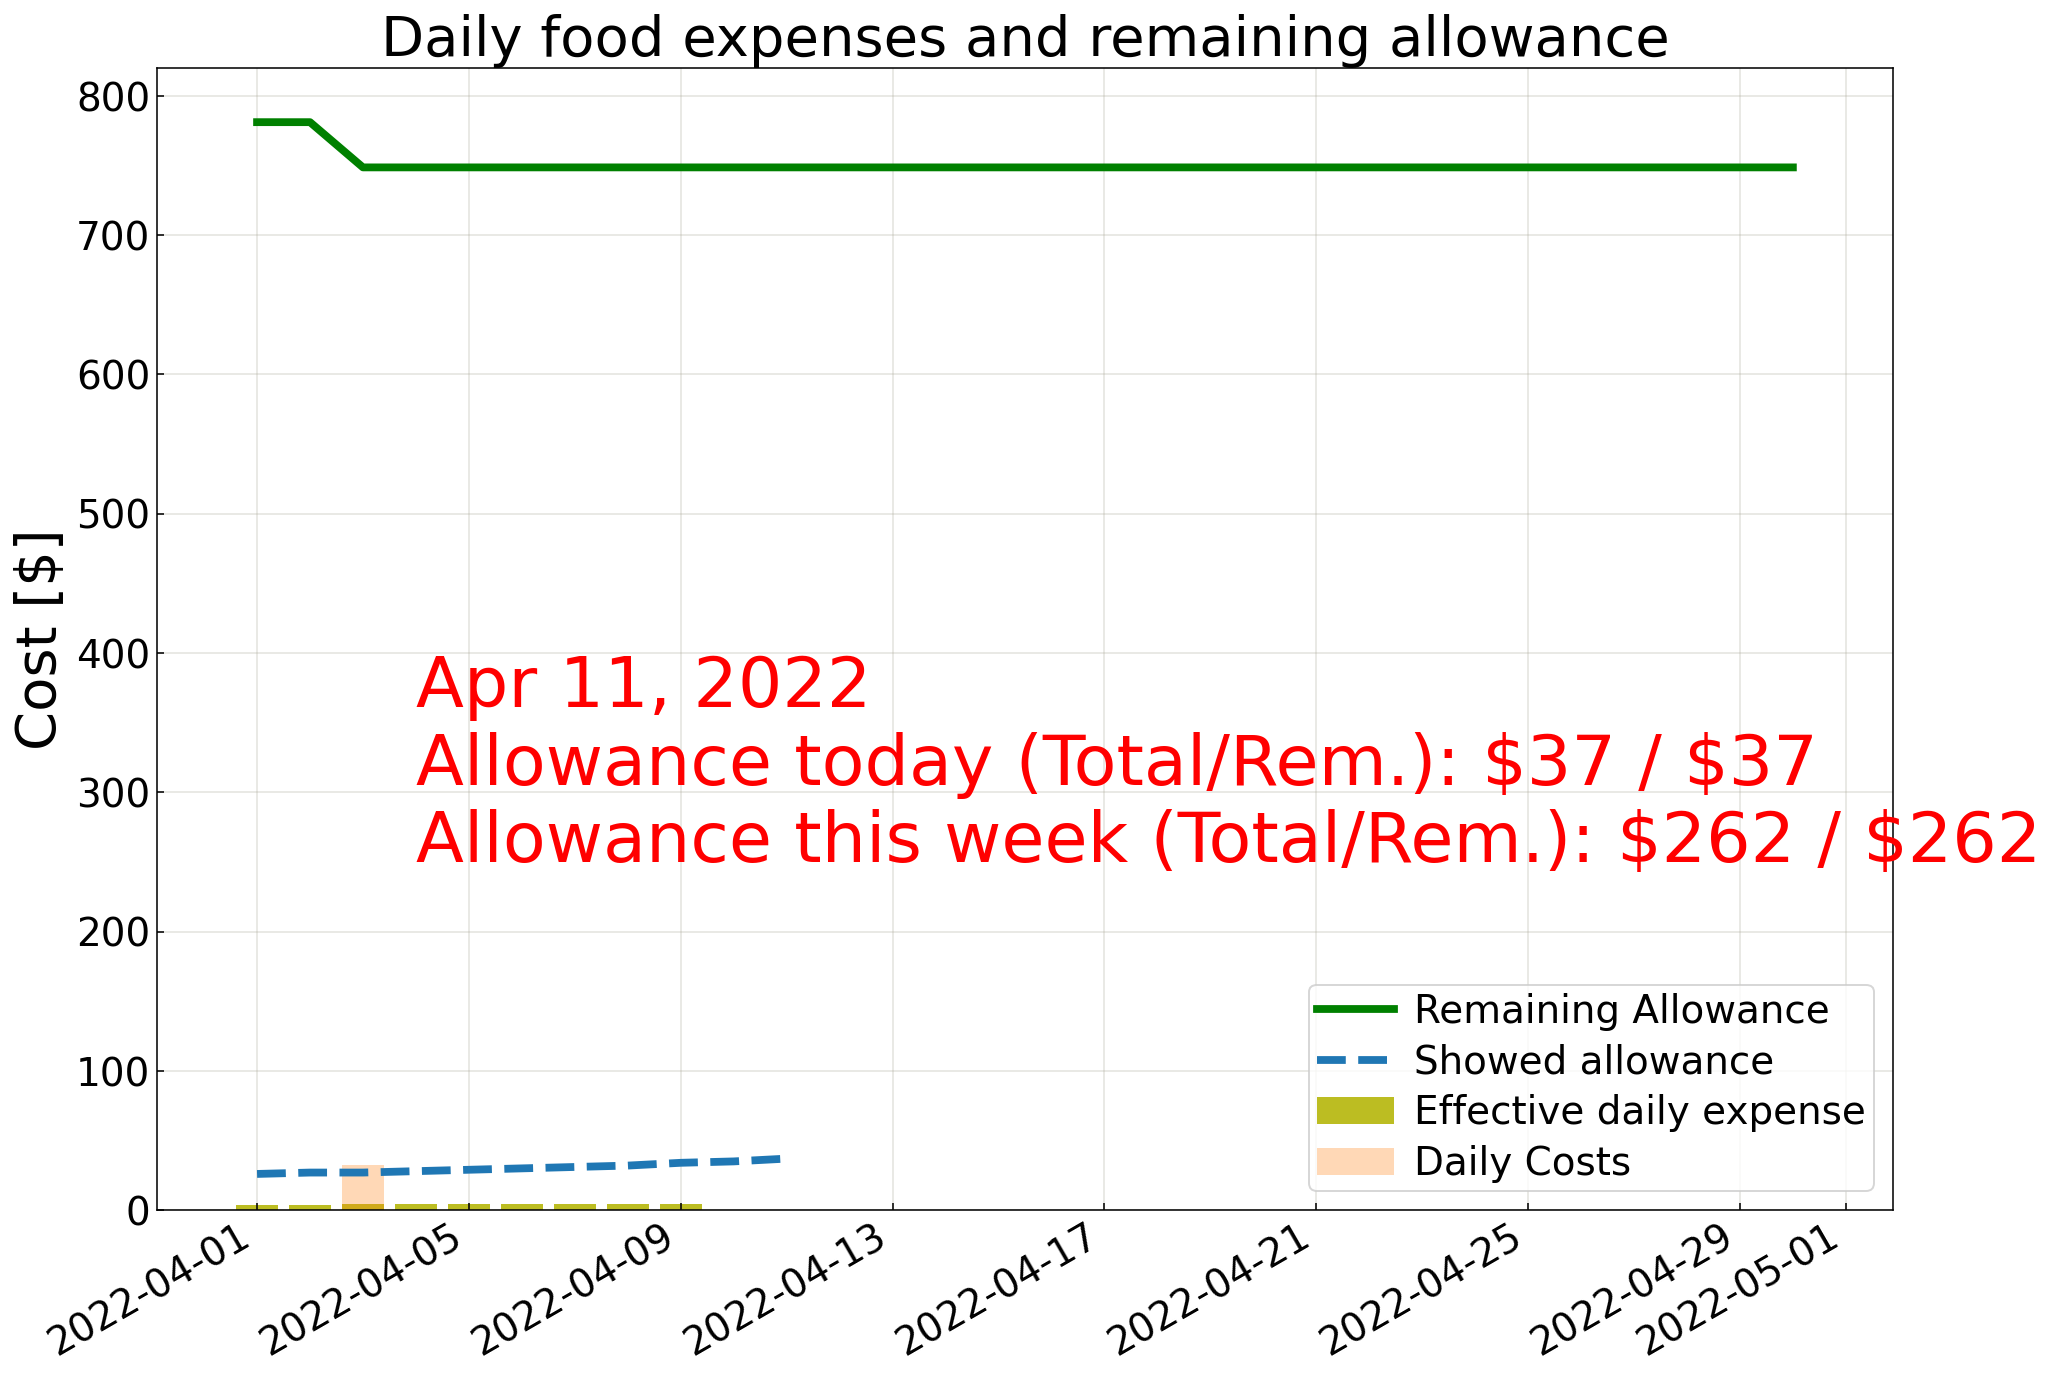 Daily food expenses and remaining allowance
800
700
600
500
400
300
200
100
0
Cost [$]
Apr 11, 2022
Allowance today (Total/Rem.): $37 / $37
Allowance this week (Total/Rem.): $262 / $262
Remaining Allowance
Showed allowance
Effective daily expense
Daily Costs
2022-04-01
2022-04-05
2022-04-09
2022-04-13
2022-04-17
2022-04-21
2022-04-25
2022-04-29
2022-05-01